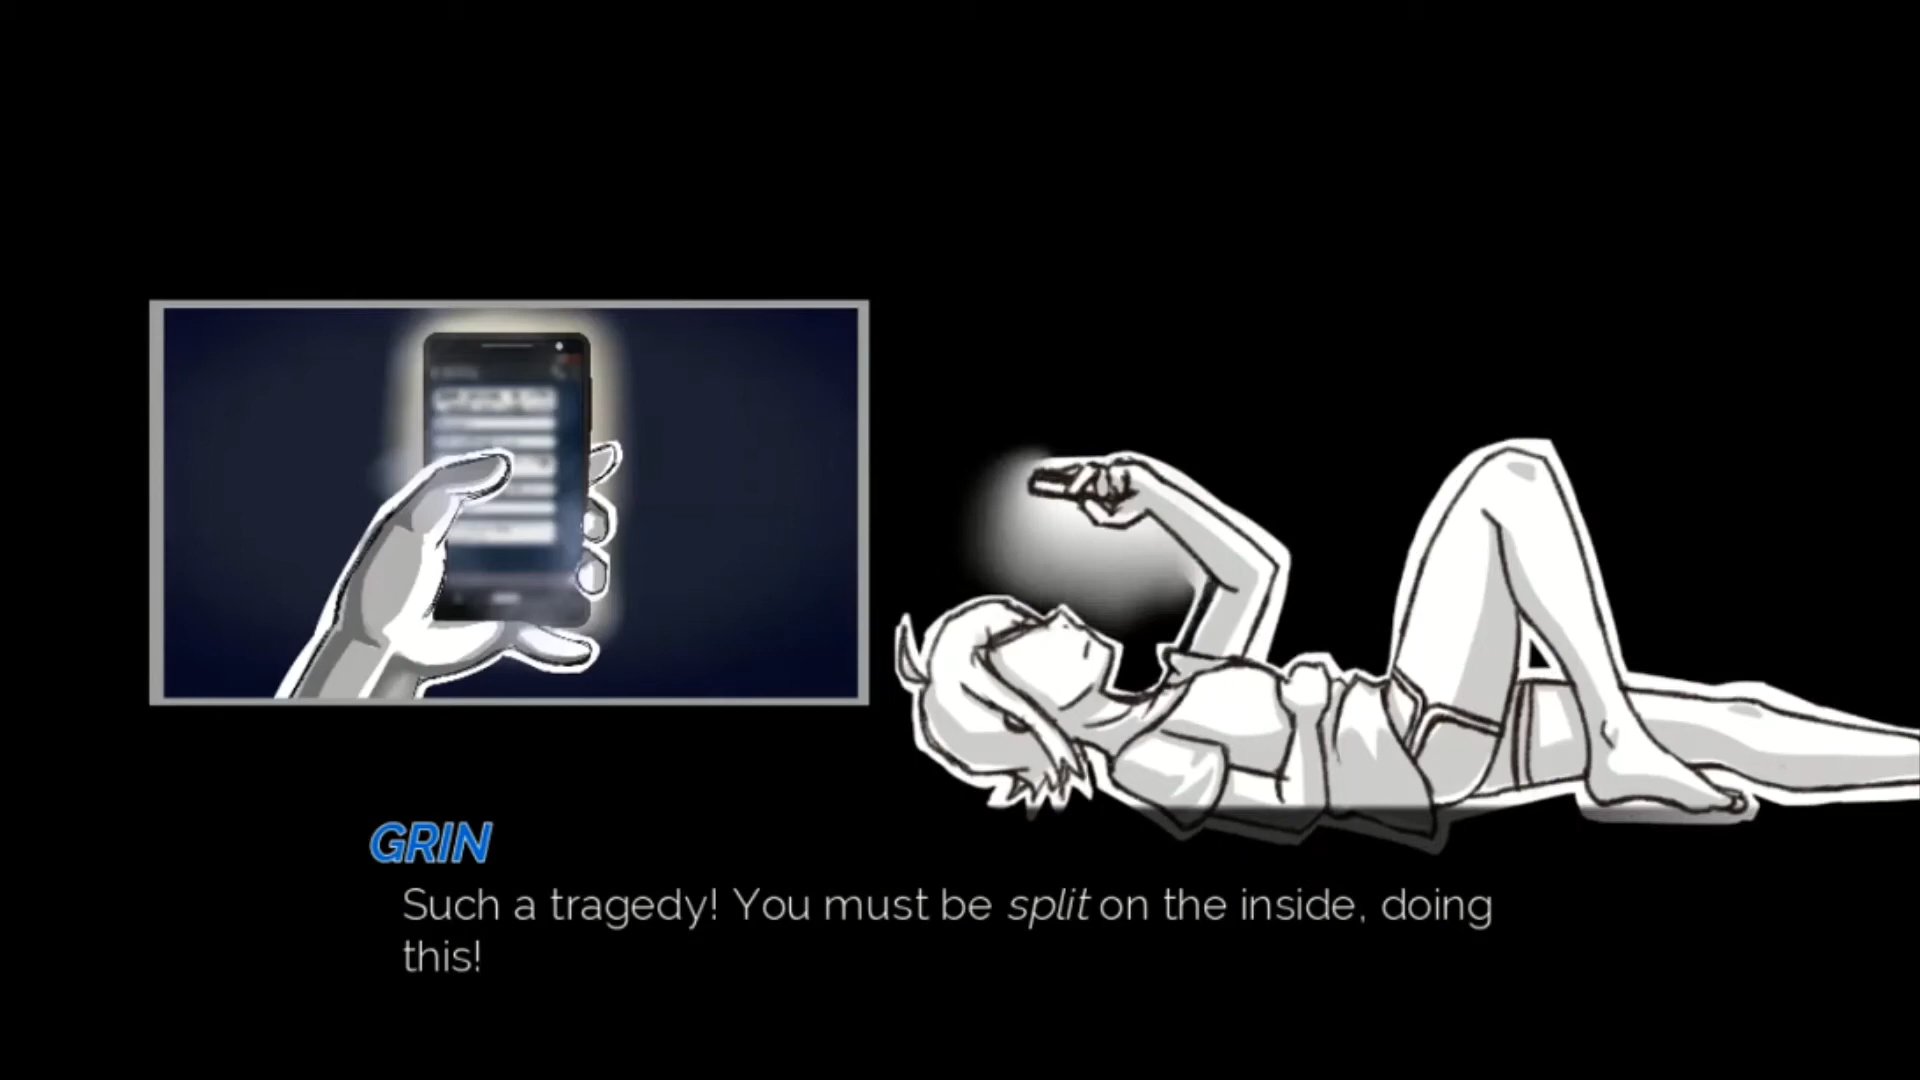 GRIN
Such a tragedy! You must be split on the inside, doing
this!